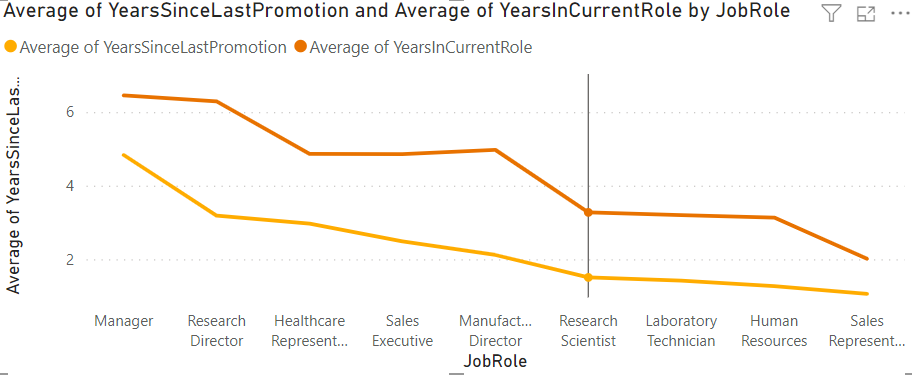 Average of YearsSinceLastPromotion and Average of YearsInCurrentRole by JobRole
Average of YearsSinceLastPromotion Average of YearsInCurrentRole
Average of YearsSinceLas...
6
4
2
Manager
Research
Director
Healthcare
Represent...
Sales
Executive
Manufact...
Director
Research
Scientist
Laboratory
Technician
Human
Resources
Sales
Represent...
JobRole